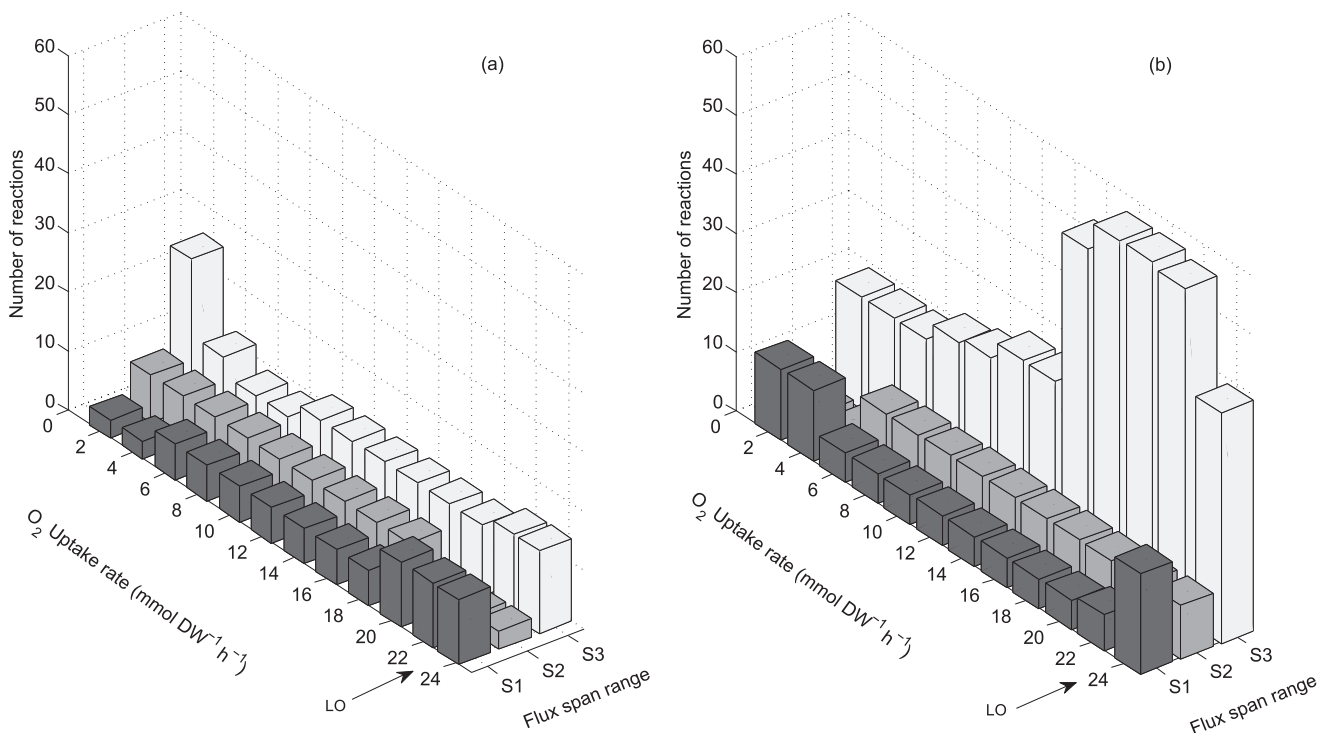 (a)
Number of reactions
60
50
40
30
20
10
0
0
2
4
6
8
10
12
14
16
18
20
22
24
O2 Uptake rate (mmol DW−1 h−1)
LO
S1
S2
S3
Flux span range
(b)
Number of reactions
60
50
40
30
20
10
0
0
2
4
6
8
10
12
14
16
18
20
22
24
O2 Uptake rate (mmol DW−1 h−1)
LO
S1
S2
S3
Flux span range